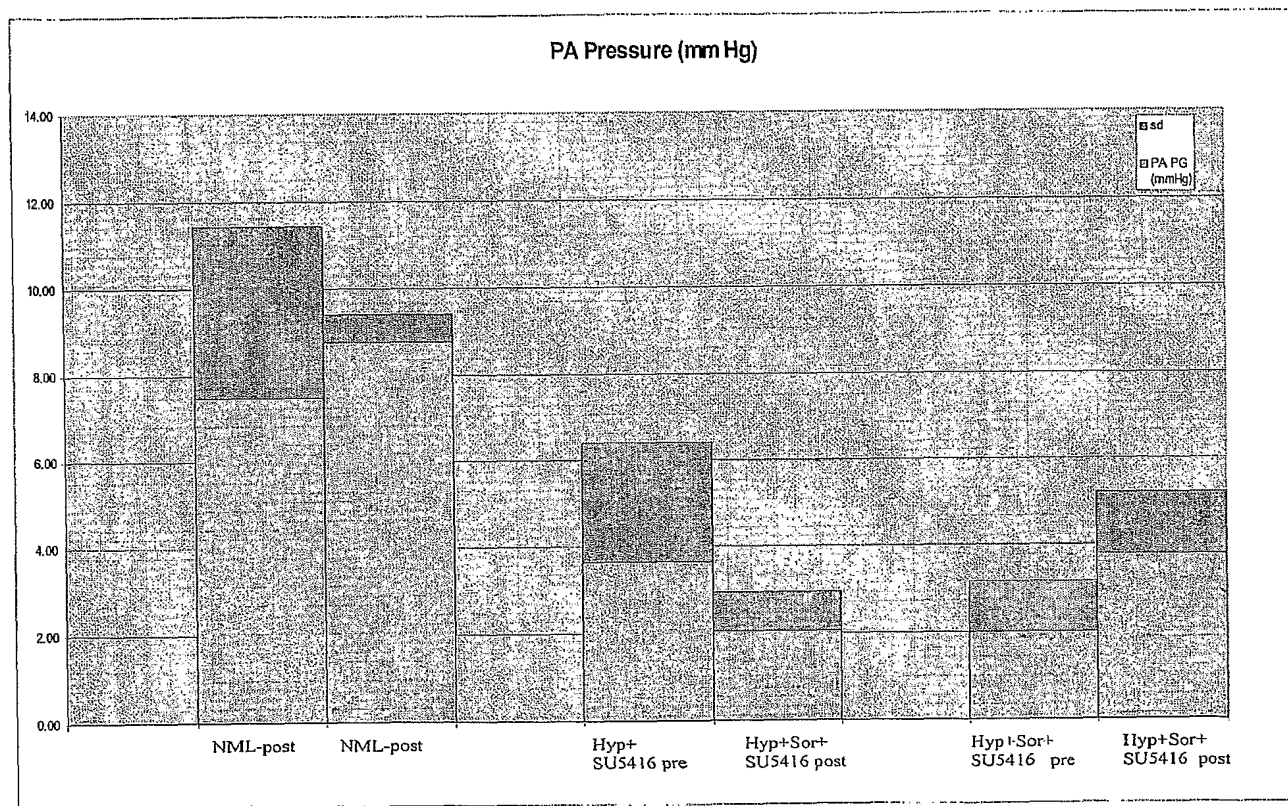 PA Pressure (mm Hg)
14.00
12.00
10.00
8.00
6.00
4.00
2.00
0.00
sd
PA PG
(mmHg)
NML-post
NML-post
Hyp+
SU5416 pre
Hyp+Sor+
SU5416 post
Hyp+Sor+
SU5416 pre
Hyp+Sor+
SU5416 post